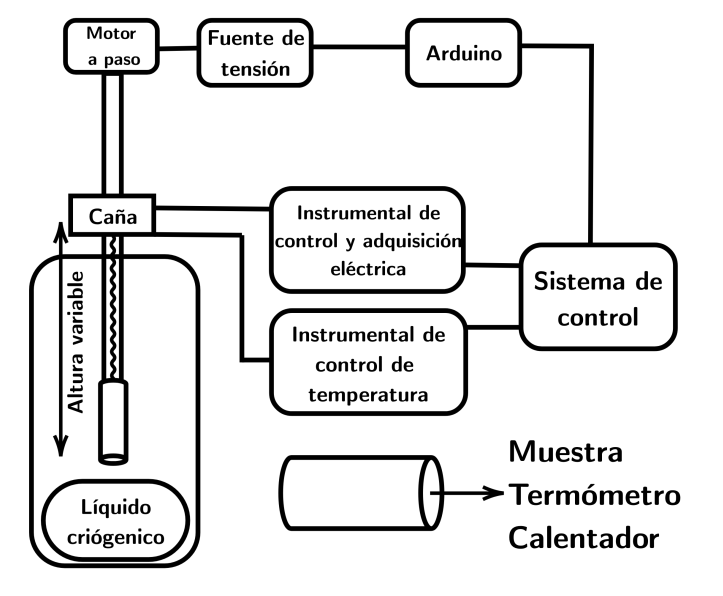 Motor
a paso
Fuente de
tensión
Arduino
Caña
Instrumental de
control y adquisición
eléctrica
Sistema de
control
Instrumental de
control de
temperatura
Altura variable
Líquido
criógenico
Muestra
Termómetro
Calentador